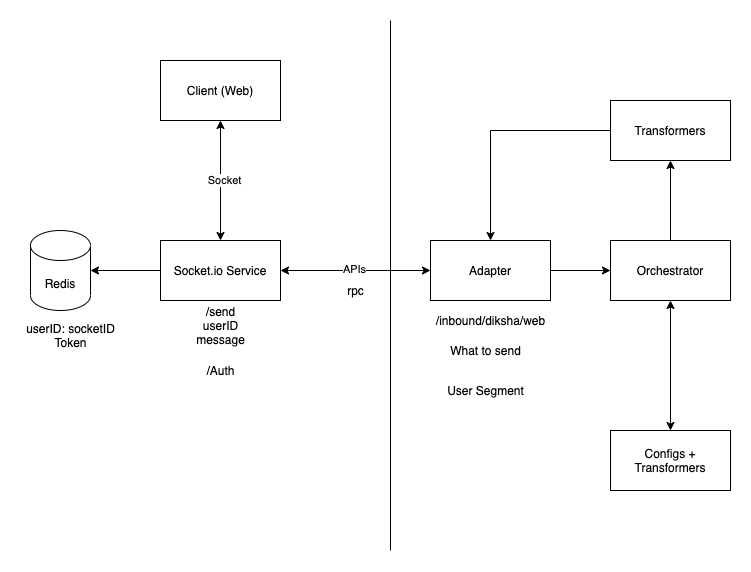 Client (Web)
Transformers
Socket
Redis
Socket.io Service
APIs
rpc
Adapter
Orchestrator
userID: socketID
Token
/send
userID
message
/Auth
/inbound/diksha/web
What to send
User Segment
Configs +
Transformers